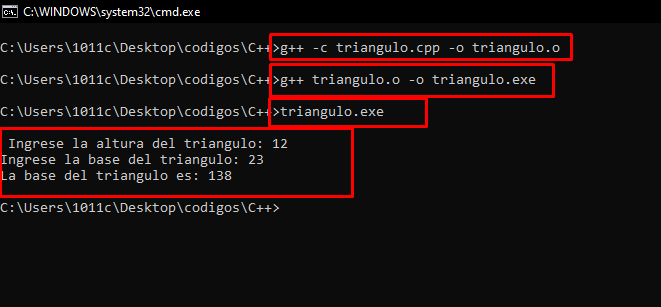 C:\WINDOWS\system32\cmd.exe
C:\Users\1011c\Desktop\codigos\C++>g++ -c triangulo.cpp -o triangulo.o
C:\Users\1011c\Desktop\codigos\C++>g++ triangulo.o -o triangulo.exe
C:\Users\1011c\Desktop\codigos\C++>triangulo.exe
Ingrese la altura del triangulo: 12
Ingrese la base del triangulo: 23
La base del triangulo es: 138
C:\Users\1011c\Desktop\codigos\C++>